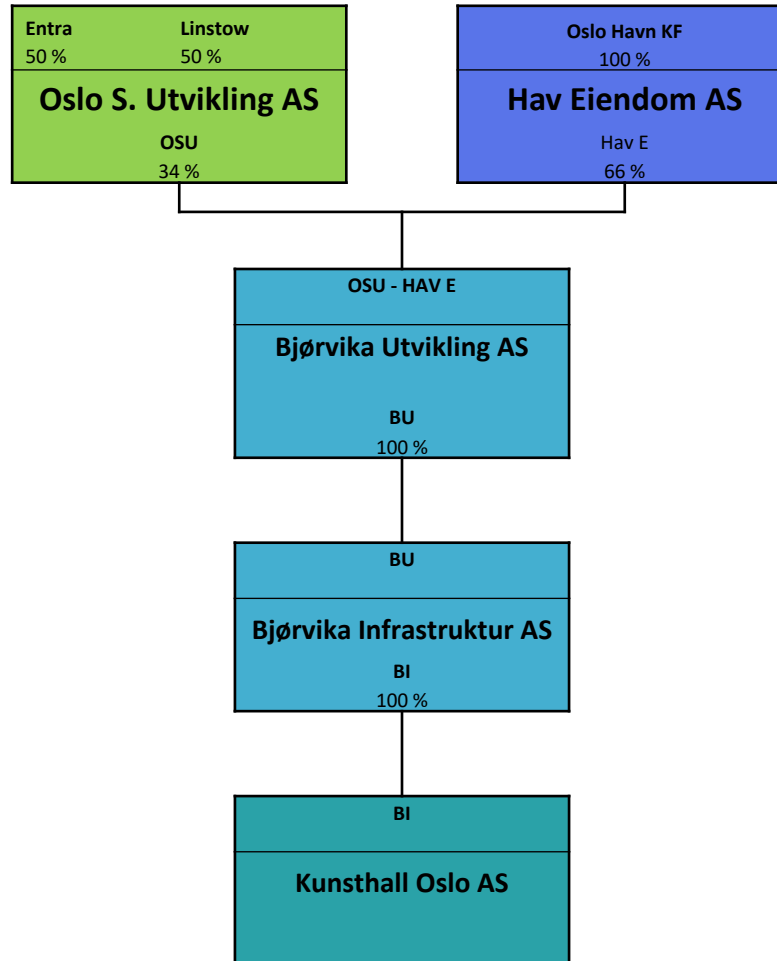 Entra Linstow
50 % 50 %
Oslo S. Utvikling AS
OSU
34 %
Oslo Havn KF
100 %
Hav Eiendom AS
Hav E
66 %
OSU - HAV E
Bjørvika Utvikling AS
BU
100 %
BU
Bjørvika Infrastruktur AS
BI
100 %
BI
Kunsthall Oslo AS